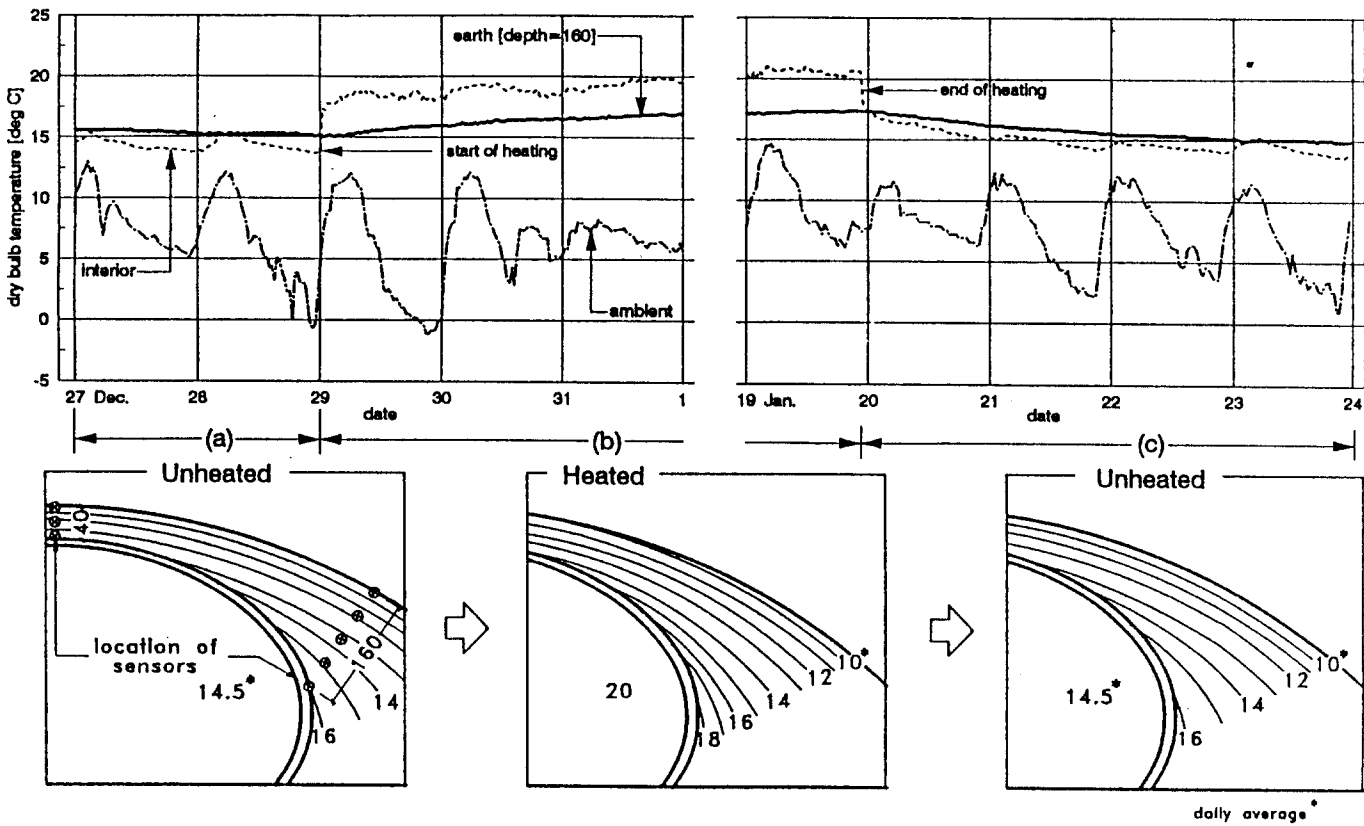 dry bulb temperature [deg C]
25
20
15
10
5
0
-5
earth [depth=160]
start of heating
interior
ambient
end of heating
27 Dec.
28
29
30
31
1
date
19 Jan.
20
21
22
23
24
date
(a)
(b)
(c)
Unheated
40
160
location of
sensors
14.5*
14
16
Heated
20
10*
12
14
16
18
Unheated
14.5*
10*
12
14
16
daily average*